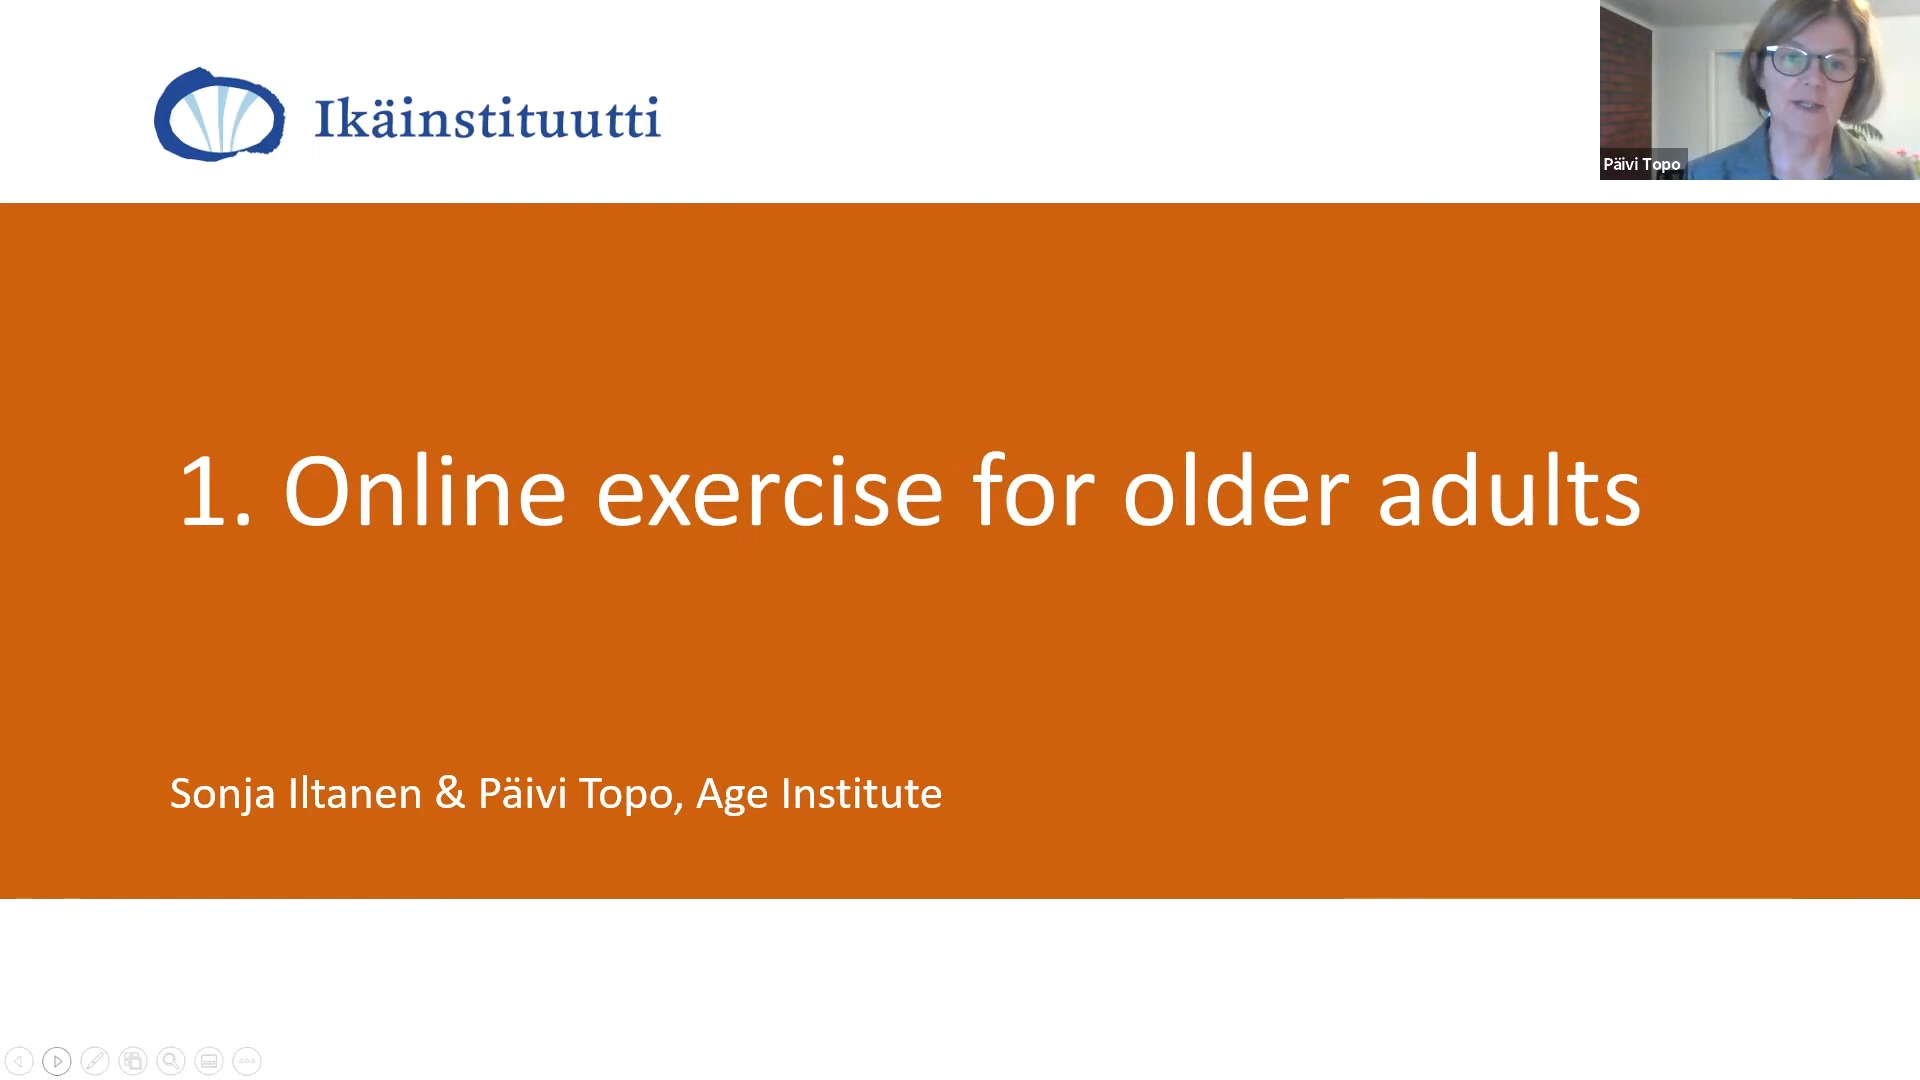 Ikäinstituutti
Päivi Topo
1. Online exercise for older adults
Sonja Iltanen & Päivi Topo, Age Institute